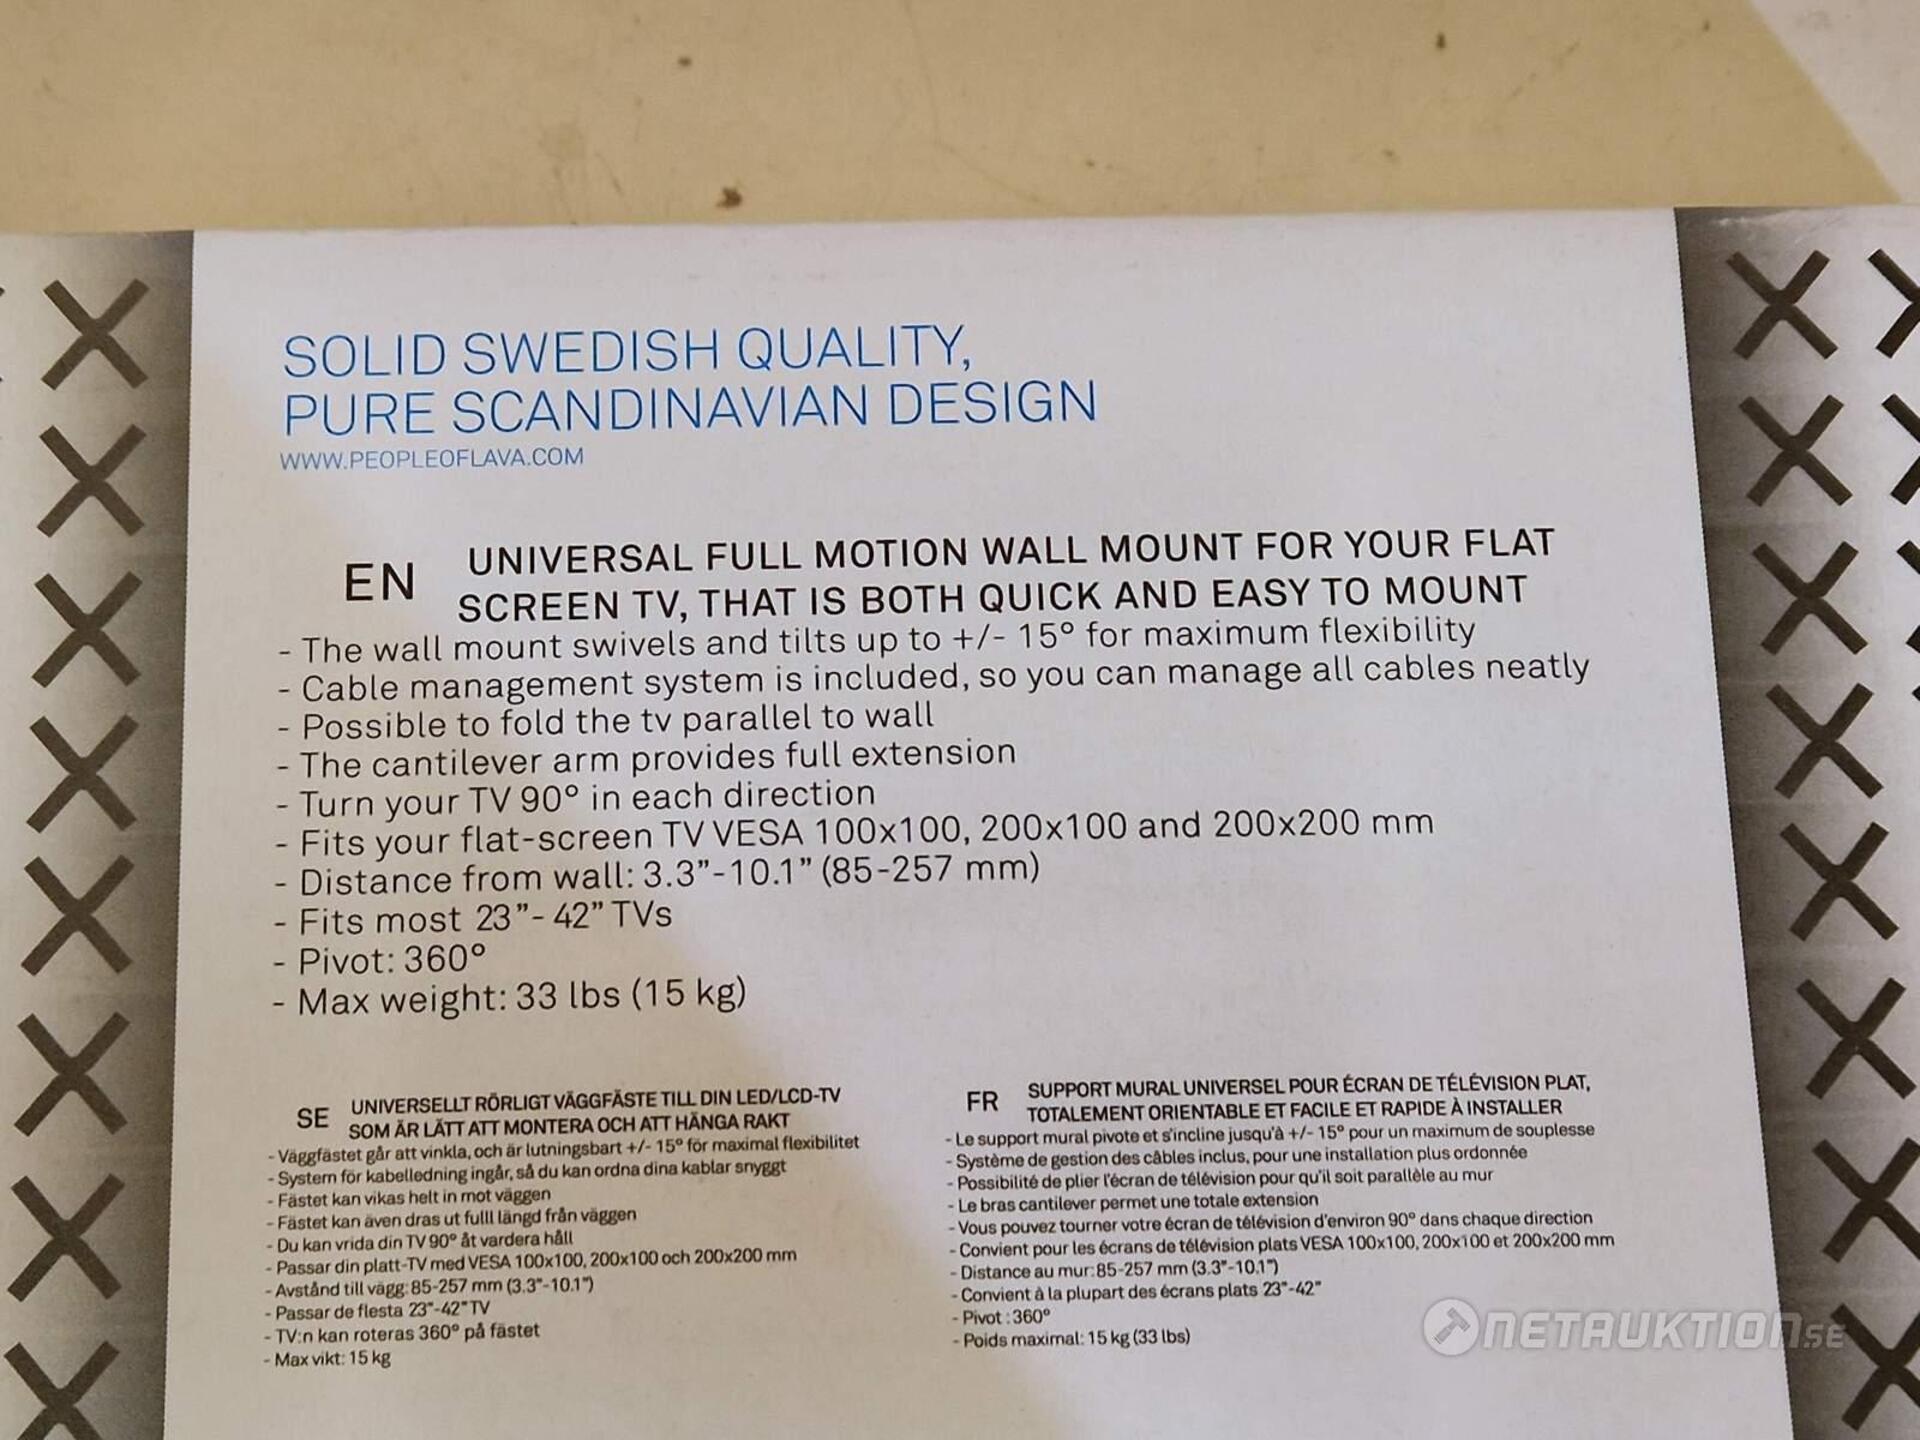 SOLID SWEDISH QUALITY,
PURE SCANDINAVIAN DESIGN
WWW.PEOPLEOFLAVA.COM
EN
UNIVERSAL FULL MOTION WALL MOUNT FOR YOUR FLAT
SCREEN TV, THAT IS BOTH QUICK AND EASY TO MOUNT
- The wall mount swivels and tilts up to +/- 15° for maximum flexibility
- Cable management system is included, so you can manage all cables neatly
- Possible to fold the tv parallel to wall
- The cantilever arm provides full extension
- Turn your TV 90° in each direction
- Fits your flat-screen TV VESA 100x100, 200x100 and 200x200 mm
- Distance from wall: 3.3”-10.1” (85-257 mm)
- Fits most 23”- 42” TVs
- Pivot: 360°
- Max weight: 33 lbs (15 kg)
SE
UNIVERSELLT RÖRLIGT VÄGGFÄSTE TILL DIN LED/LCD-TV
SOM ÄR LÄTT ATT MONTERA OCH ATT HÄNGA RAKT
- Väggfästet går att vinkla, och är lutningsbart +/- 15° för maximal flexibilitet
- System för kabelledning ingår, så du kan ordna dina kablar snyggt
- Fästet kan vikas helt in mot väggen
- Fästet kan även dras ut fulll längd från väggen
- Du kan vrida din TV 90° åt vardera håll
- Passar din platt-TV med VESA 100x100, 200x100 och 200x200 mm
- Avstånd till vägg: 85-257 mm (3.3”-10.1”)
- Passar de flesta 23”-42” TV
- TV:n kan roteras 360° på fästet
- Max vikt: 15 kg
FR
SUPPORT MURAL UNIVERSEL POUR ÉCRAN DE TÉLÉVISION PLAT,
TOTALEMENT ORIENTABLE ET FACILE ET RAPIDE À INSTALLER
- Le support mural pivote et s'incline jusqu'à +/- 15° pour un maximum de souplesse
- Système de gestion des câbles inclus, pour une installation plus ordonnée
- Possibilité de plier l'écran de télévision pour qu'il soit parallèle au mur
- Le bras cantilever permet une totale extension
- Vous pouvez tourner votre écran de télévision d'environ 90° dans chaque direction
- Convient pour les écrans de télévision plats VESA 100x100, 200x100 et 200x200 mm
- Distance au mur: 85-257 mm (3.3”-10.1”)
- Convient à la plupart des écrans plats 23”-42”
- Pivot : 360°
- Poids maximal: 15 kg (33 lbs)
NETAUKTION.SE